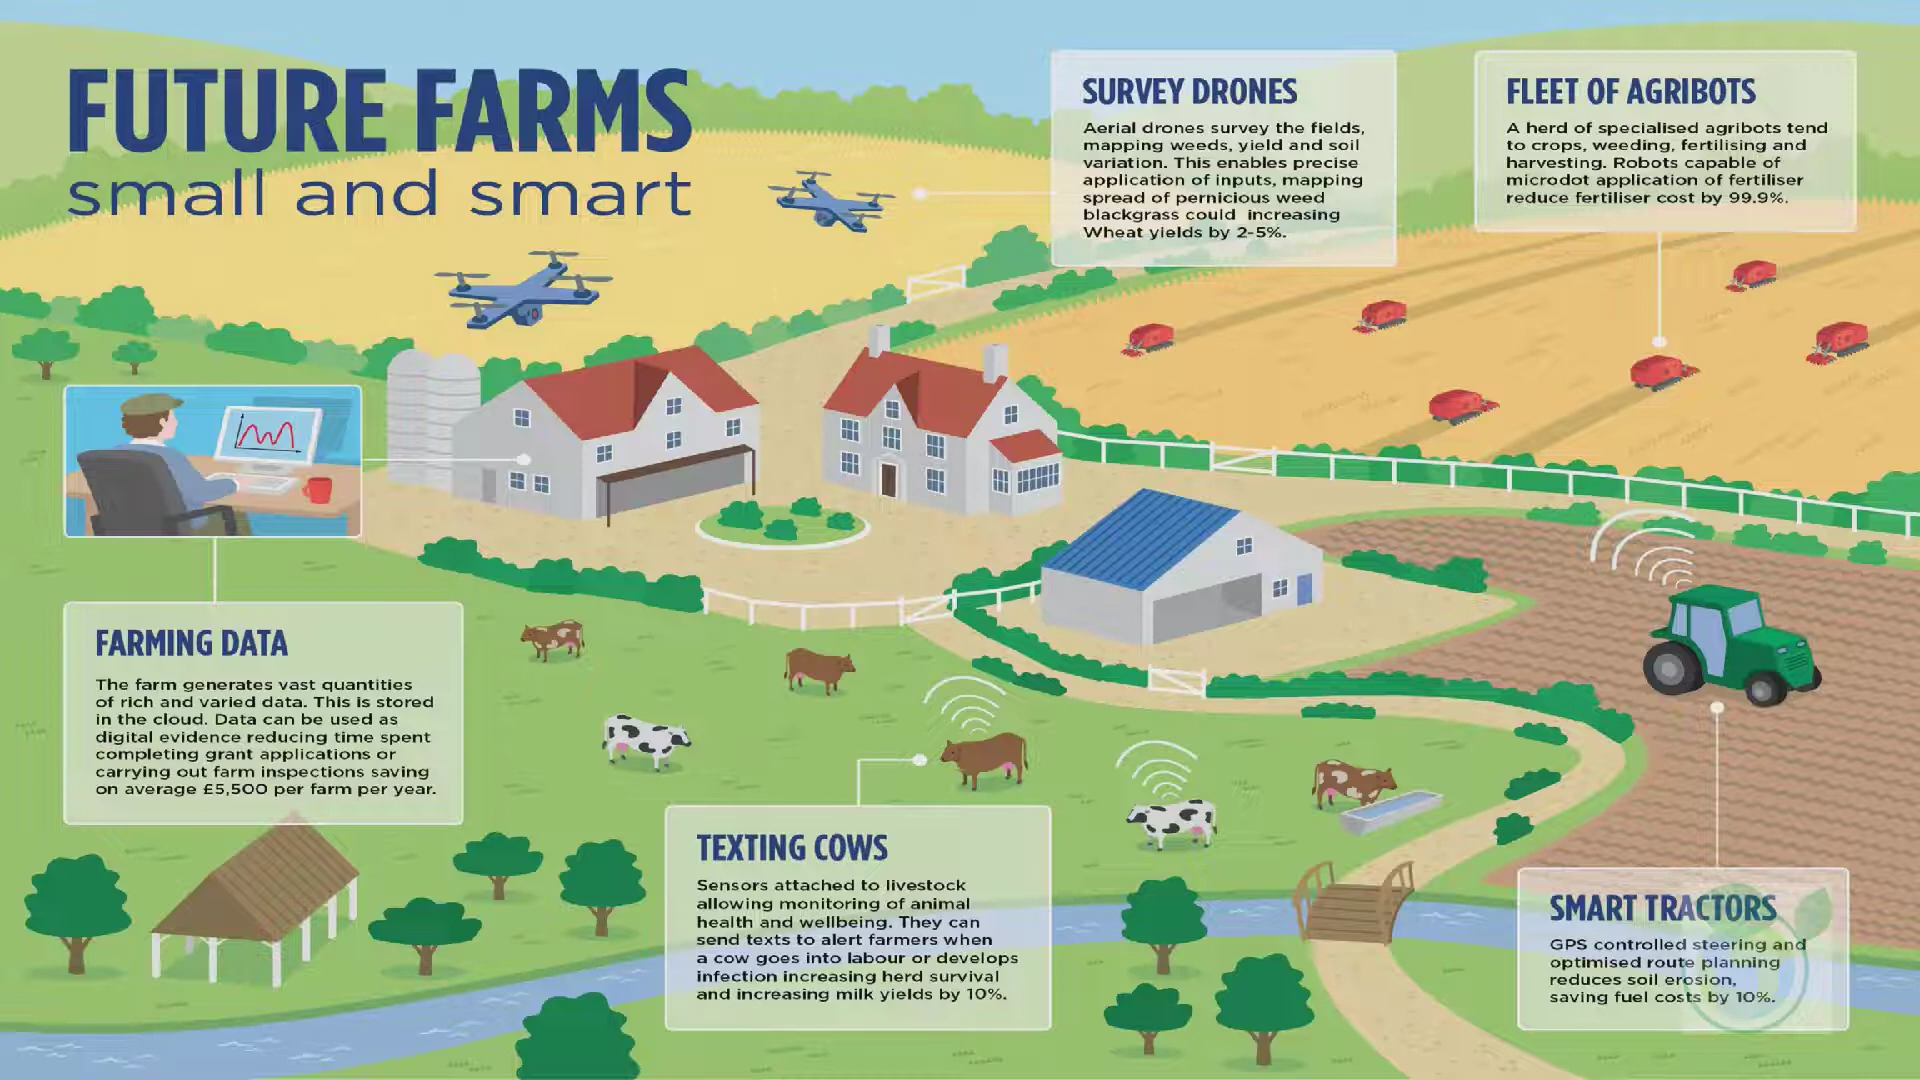 FUTURE FARMS
small and smart
SURVEY DRONES
Aerial drones survey the fields,
mapping weeds, yield and soil
variation. This enables precise
application of inputs, mapping
spread of pernicious weed
blackgrass could increasing
Wheat yields by 2-5%.
FLEET OF AGRIBOTS
A herd of specialised agribots tend
to crops, weeding, fertilising and
harvesting. Robots capable of
microdot application of fertiliser
reduce fertiliser cost by 99.9%.
FARMING DATA
The farm generates vast quantities
of rich and varied data. This is stored
in the cloud. Data can be used as
digital evidence reducing time spent
completing grant applications or
carrying out farm inspections saving
on average £5,500 per farm per year.
TEXTING COWS
Sensors attached to livestock
allowing monitoring of animal
health and wellbeing. They can
send texts to alert farmers when
a cow goes into labour or develops
infection increasing herd survival
and increasing milk yields by 10%.
SMART TRACTORS
GPS controlled steering and
optimised route planning
reduces soil erosion,
saving fuel costs by 10%.